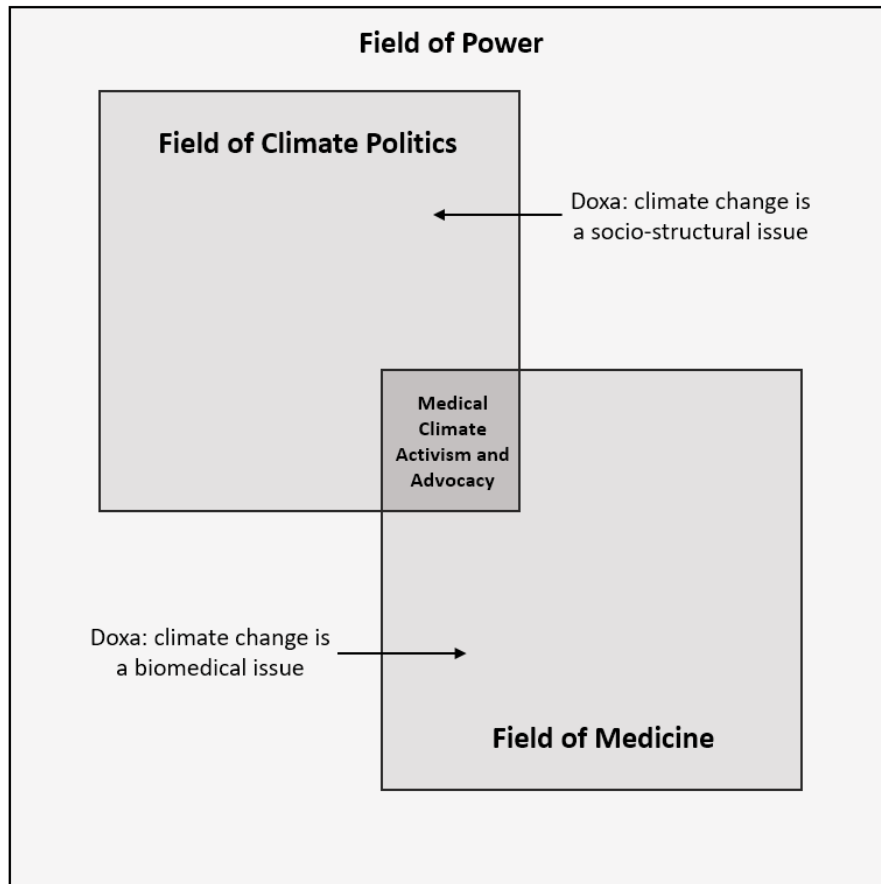 Field of Power
Field of Climate Politics
Doxa: climate change is
a socio-structural issue
Medical
Climate
Activism and
Advocacy
Doxa: climate change is
a biomedical issue
Field of Medicine